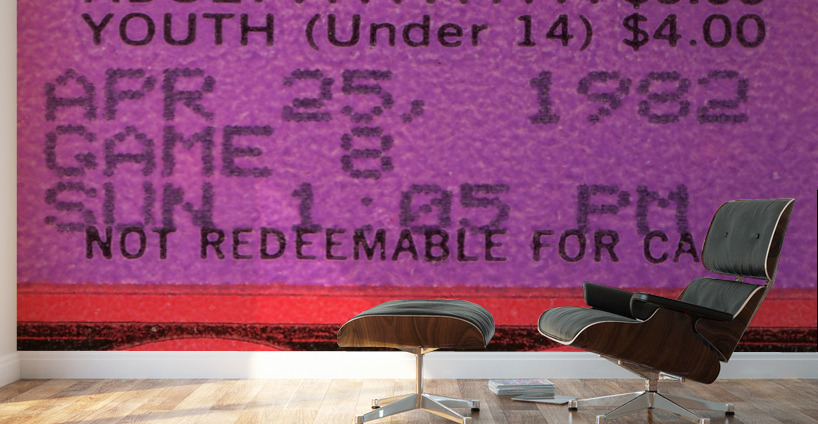 YOUTH (Under 14) $4.00
APR 25, 1982
GAME 8
SUN 1:05 PM
NOT REDEEMABLE FOR CA